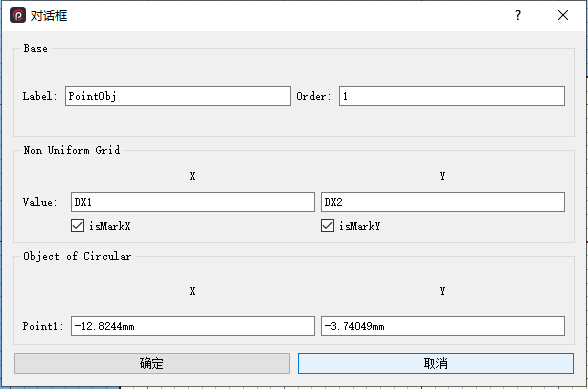 对话框
Base
Label: PointObj Order: 1
Non Uniform Grid
X Y
Value: DX1 DX2
isMarkX isMarkY
Object of Circular
X Y
Point1: -12.8244mm -3.74049mm
确定 取消